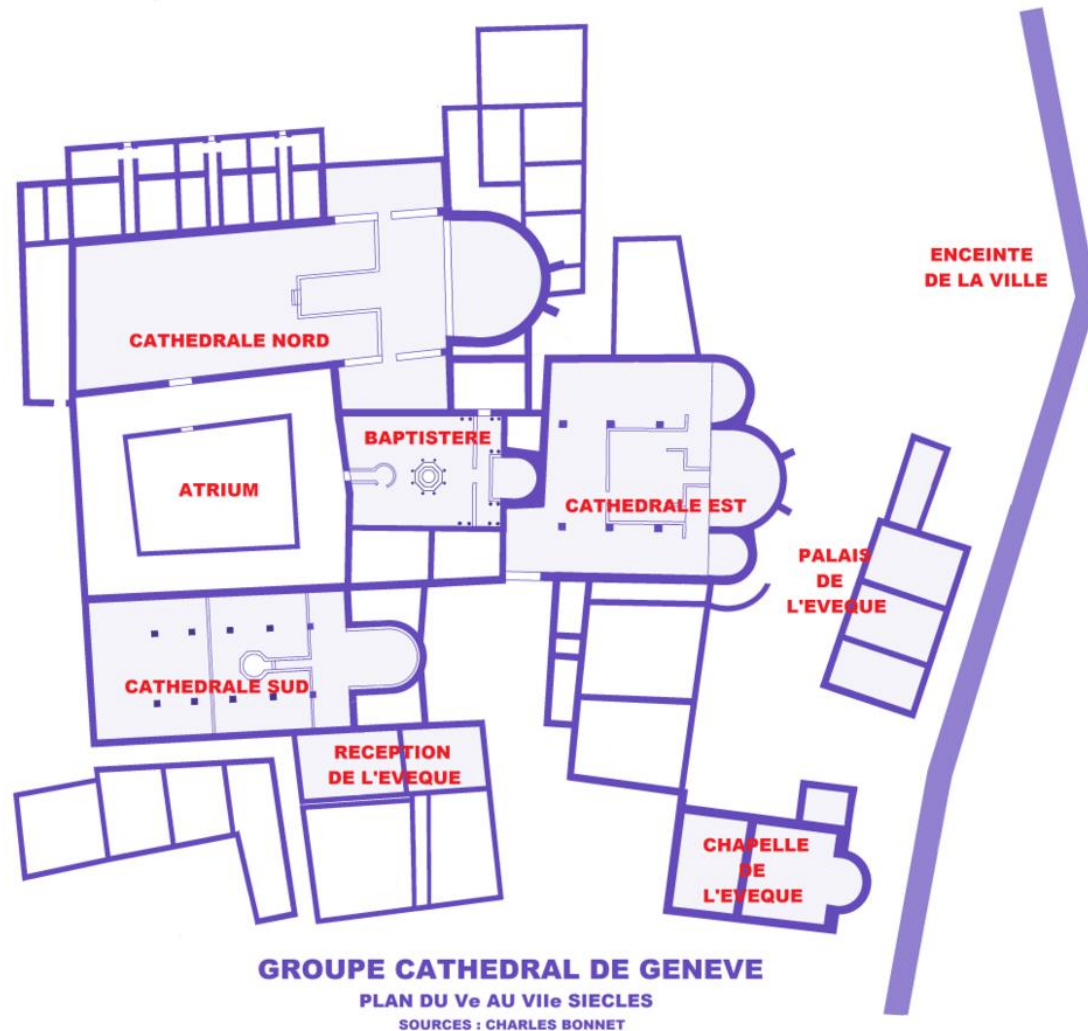 ENCEINTE
DE LA VILLE
CATHEDRALE NORD
BAPTISTERE
ATRIUM
CATHEDRALE EST
PALAIS
DE
L'EVEQUE
CATHEDRALE SUD
RECEPTION
DE L'EVEQUE
CHAPELLE
DE
L'EVEQUE
GROUPE CATHEDRAL DE GENEVE
PLAN DU Ve AU VIIe SIECLES
SOURCES : CHARLES BONNET